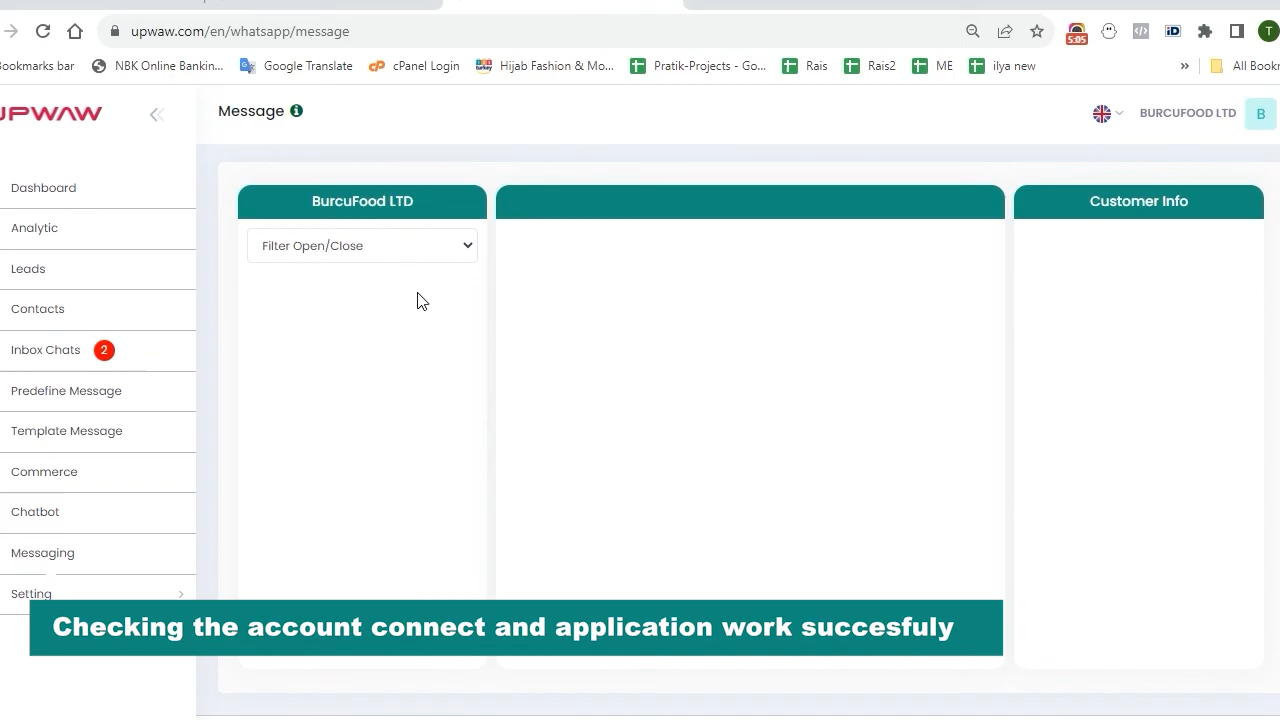 upwaw.com/en/whatsapp/message
5:05
T
Bookmarks bar
NBK Online Bankin...
Google Translate
cPanel Login
Hijab Fashion & Mo...
Pratik-Projects - Go...
Rais
Rais2
ME
ilya new
»
All Bookr
UPWAW
Message
BURCUFOOD LTD
B
Dashboard
Analytic
Leads
Contacts
Inbox Chats 2
Predefine Message
Template Message
Commerce
Chatbot
Messaging
Setting
BurcuFood LTD
Filter Open/Close
Customer Info
Checking the account connect and application work succesfuly